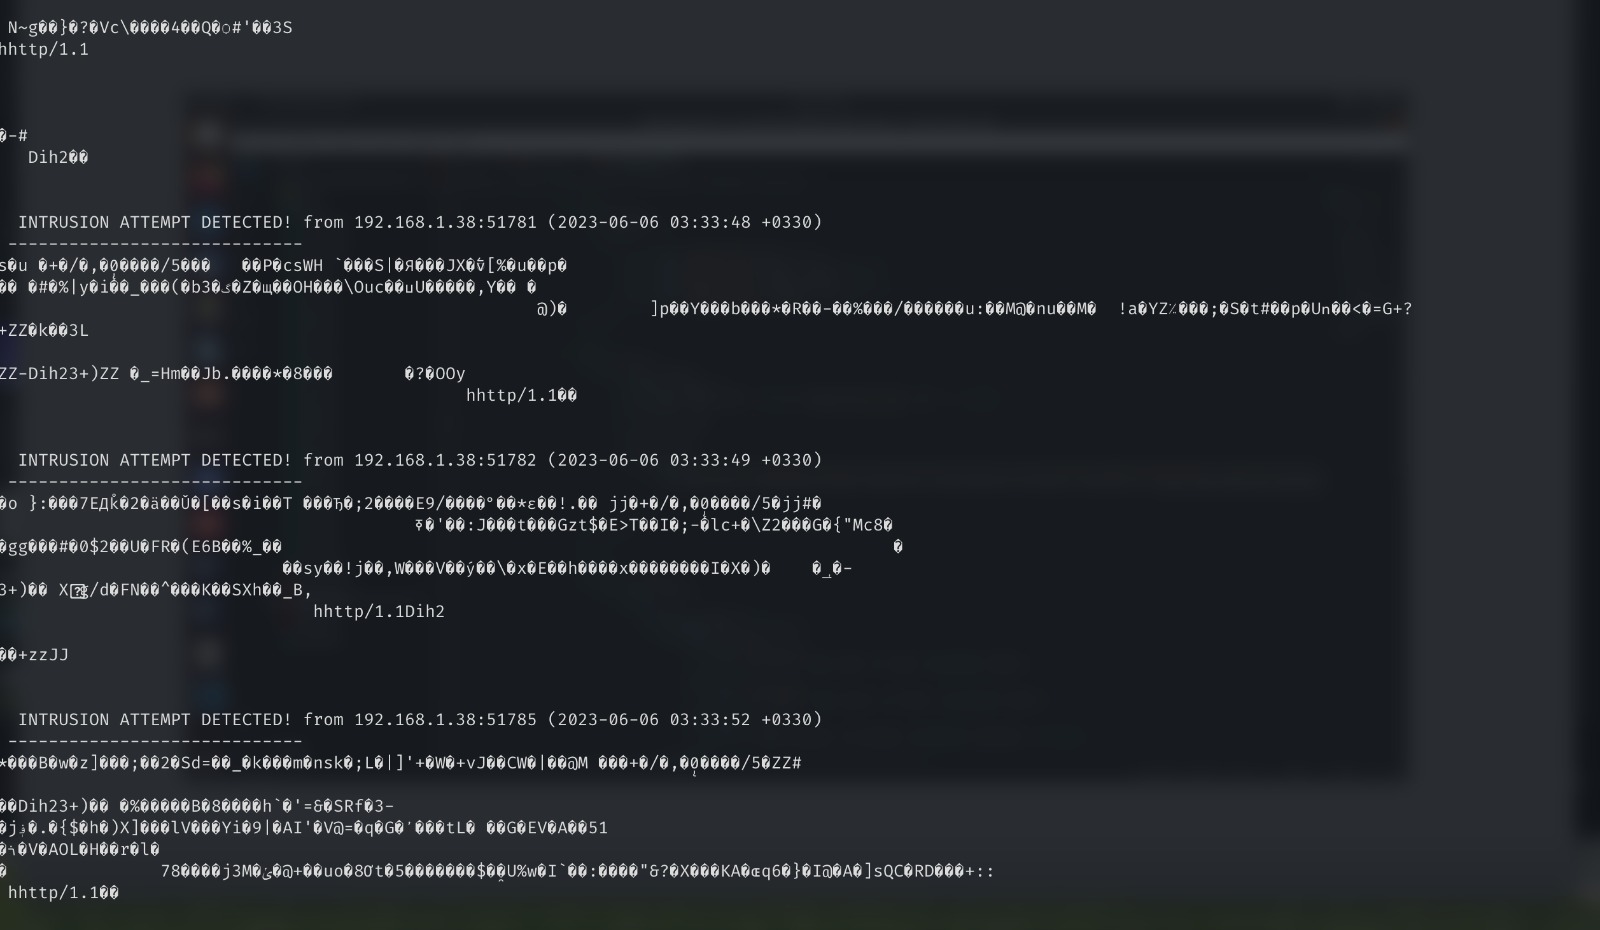 N~g��}�?�Vc\����4��Q�○#'��3S
hhttp/1.1
�-#
Dih2��
INTRUSION ATTEMPT DETECTED! from 192.168.1.38:51781 (2023-06-06 03:33:48 +0330)
-----------------------------
s�u �+�/�,�0����/5��� ��P�csWH `���S|�Я���JX�v[%�u��p�
�� �#�%|y�i��_���(�b3�ک�Z�щ��OH���\Ouc��uU�����,Y�� �
@)� ]p��Y���b���*�R��-��%���/������u:��M@�nu��M� !a�YZ٪���;�S�t#��p�Un��<�=G+?
+ZZ�k��3L
ZZ-Dih23+)ZZ �_=Hm��Jb.����*�8��� �?�OOy
hhttp/1.1��
INTRUSION ATTEMPT DETECTED! from 192.168.1.38:51782 (2023-06-06 03:33:49 +0330)
-----------------------------
�o }:���7EДk�2�ä��Ǔ�[��s�i��T ���Ђ�;2����E9/����°��*ε��!.�� jj�+�/�,�0����/5�jj#�
�'��:J���t���Gzt$�E>T��I�;-�lc+�\Z2���G�{"Mc8�
�gg���#�0$2��U�FR�(E6B��%_�� �
��sy��!j��,W���V��ý��\�x�E��h����x��������I�X�)� �_�-
3+)�� X/d�FN��^���K��SXh��_B,
hhttp/1.1Dih2
��+zzJJ
INTRUSION ATTEMPT DETECTED! from 192.168.1.38:51785 (2023-06-06 03:33:52 +0330)
-----------------------------
*���B�w�z]���;��2�Sd=��_�k���m�nsk�;L�|]'+�W�+vJ��CW�|��@M ���+�/�,�0����/5�ZZ#
��Dih23+)�� �%�����B�8����h`�'=&�SRf�3-
�j�.�{$�h�)X]���lV���Yi�9|�AI'�V@=�q�G�'���tL� ��G�EV�A��51
�V�AOL�H��r�l�
� 78����j3M��@+��uo�8Ơt�5�������$��U%w�I`��:����"&?�X���KA�q6�}�I@�A�]sQC�RD���+::
hhttp/1.1��